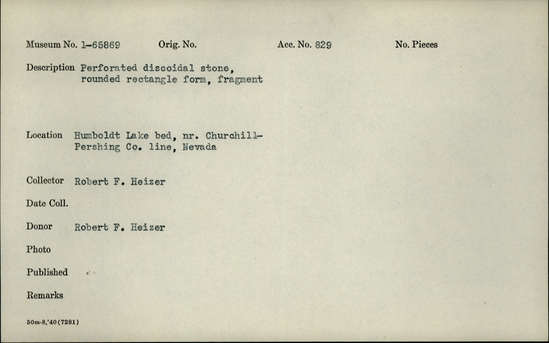 Museum No. 1-65869 Orig. No. Acc. No. 829 No. Pieces
Description Perforated discoidal stone,
rounded rectangle form, fragment
Location Humboldt Lake bed, nr. Churchill-
Pershing Co. line, Nevada
Collector Robert F. Heizer
Date Coll.
Donor Robert F. Heizer
Photo
Published
Remarks
50m-8,'40(7281)